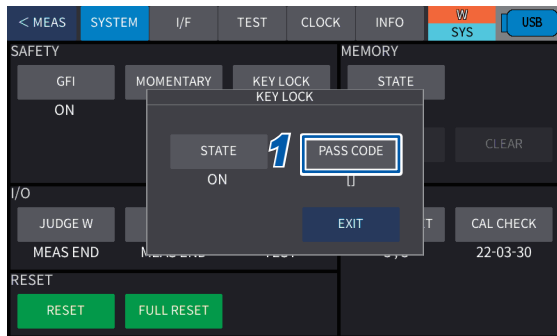 < MEAS SYSTEM I/F TEST CLOCK INFO W SYS USB
SAFETY MEMORY
GFI MOMENTARY KEY LOCK STATE
ON
KEY LOCK
STATE 1 PASS CODE
ON []
EXIT
CLEAR
I/O
JUDGE W T CAL CHECK
MEAS END 22-03-30
RESET
RESET FULL RESET